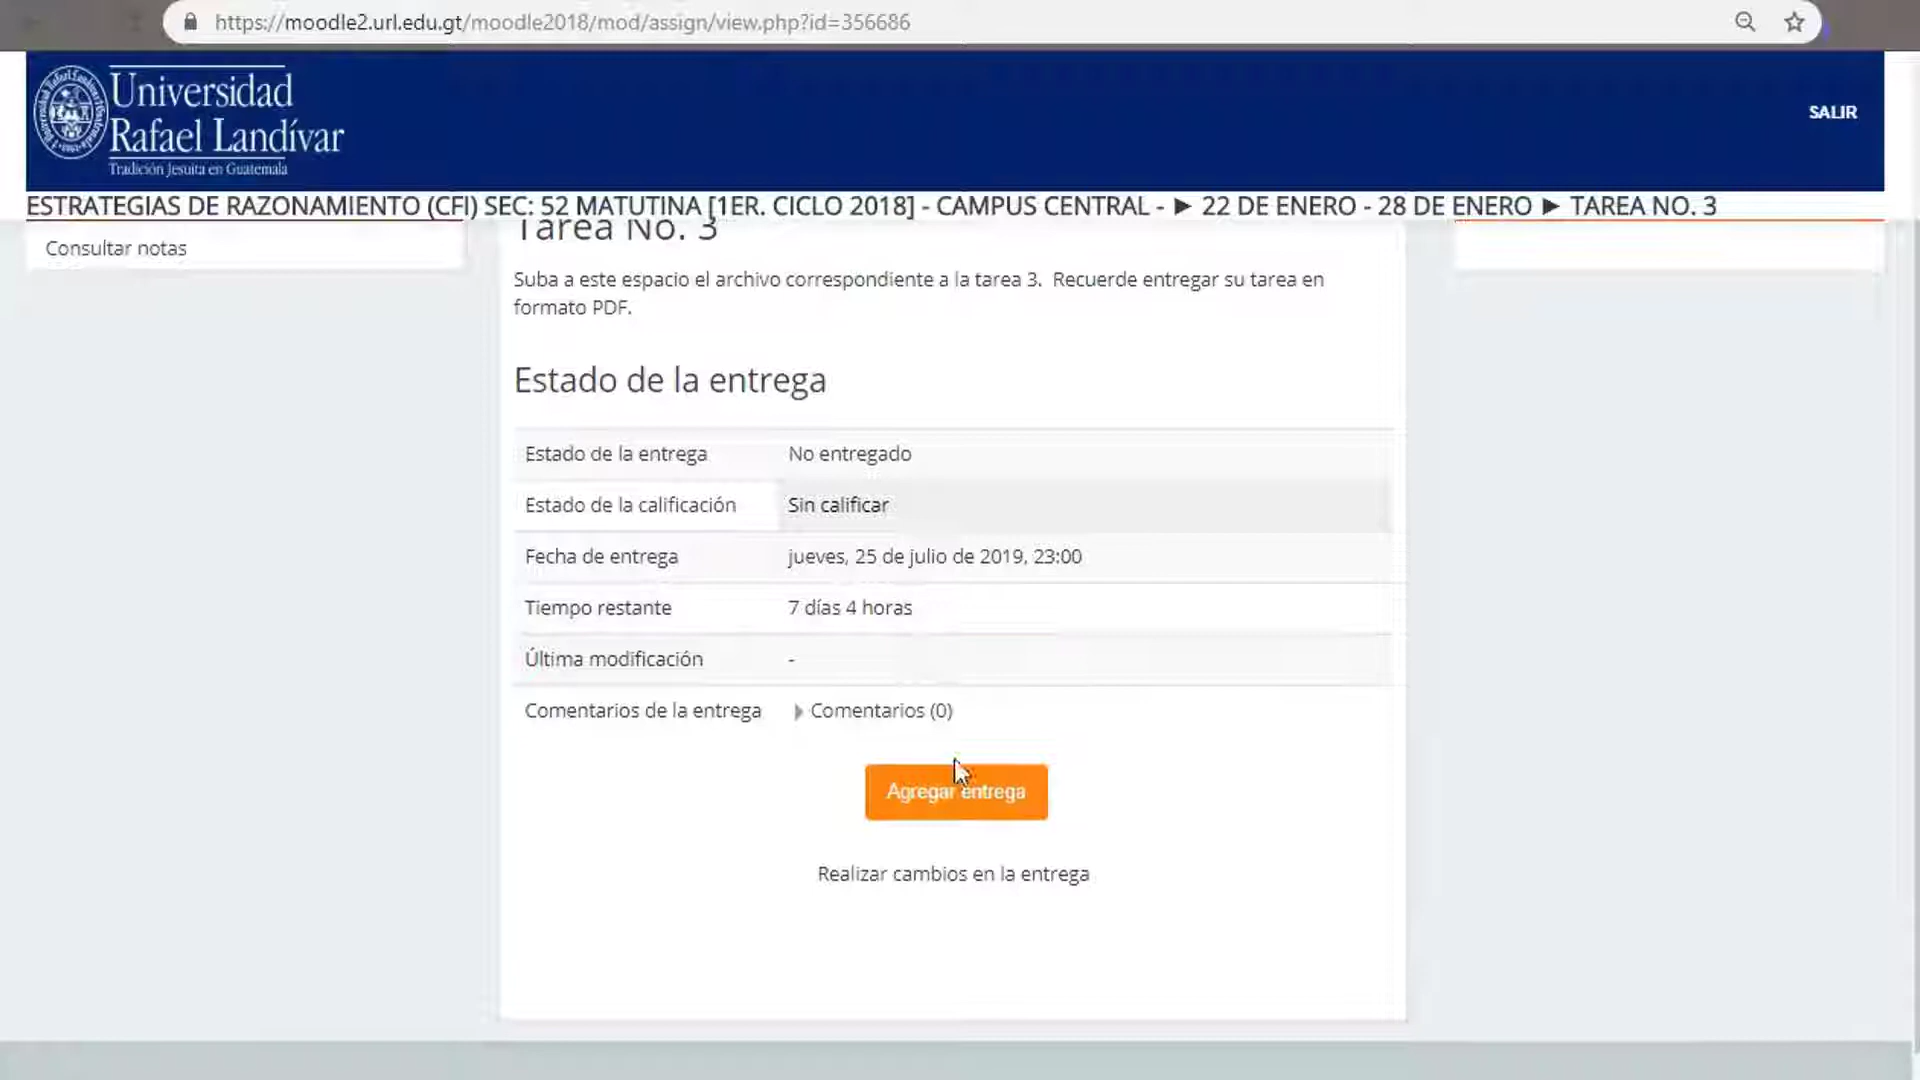 https://moodle2.url.edu.gt/moodle2018/mod/assign/view.php?id=356686
Universidad
Rafael Landívar
Tradición Jesuita en Guatemala
SALIR
ESTRATEGIAS DE RAZONAMIENTO (CFI) SEC: 52 MATUTINA [1ER. CICLO 2018] - CAMPUS CENTRAL - ► 22 DE ENERO - 28 DE ENERO ► TAREA NO. 3
Consultar notas
Tarea No. 3
Suba a este espacio el archivo correspondiente a la tarea 3. Recuerde entregar su tarea en
formato PDF.
Estado de la entrega
Estado de la entrega No entregado
Estado de la calificación Sin calificar
Fecha de entrega jueves, 25 de julio de 2019, 23:00
Tiempo restante 7 días 4 horas
Última modificación -
Comentarios de la entrega Comentarios (0)
Agregar entrega
Realizar cambios en la entrega